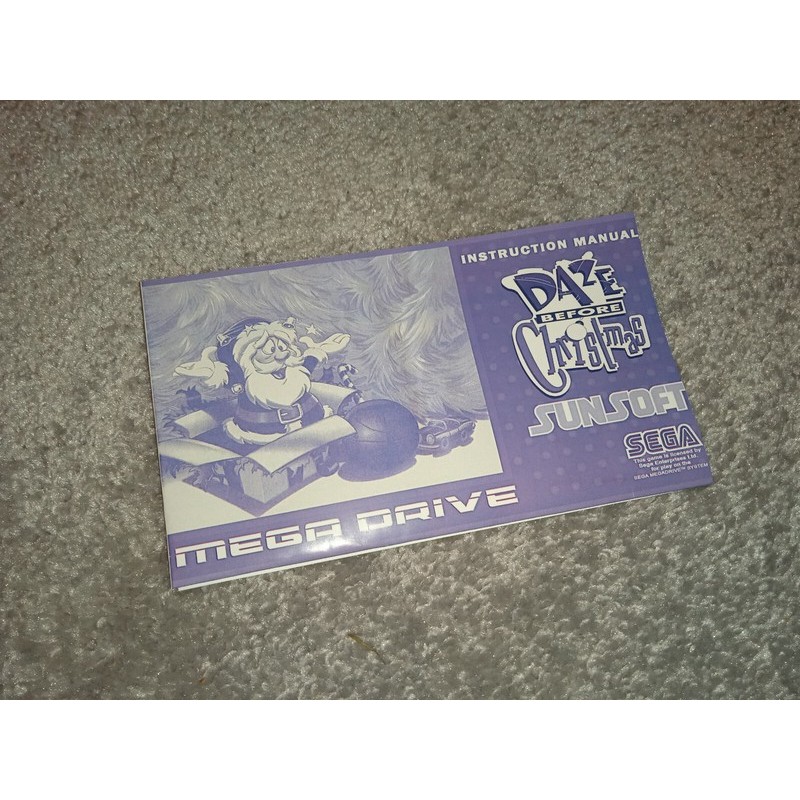 INSTRUCTION MANUAL
DAZE
BEFORE
Christmas
SUNSOFT
SEGA
This game is licensed by
Sega Enterprises Ltd.
for play on the
SEGA MEGADRIVE™ SYSTEM
MEGA DRIVE